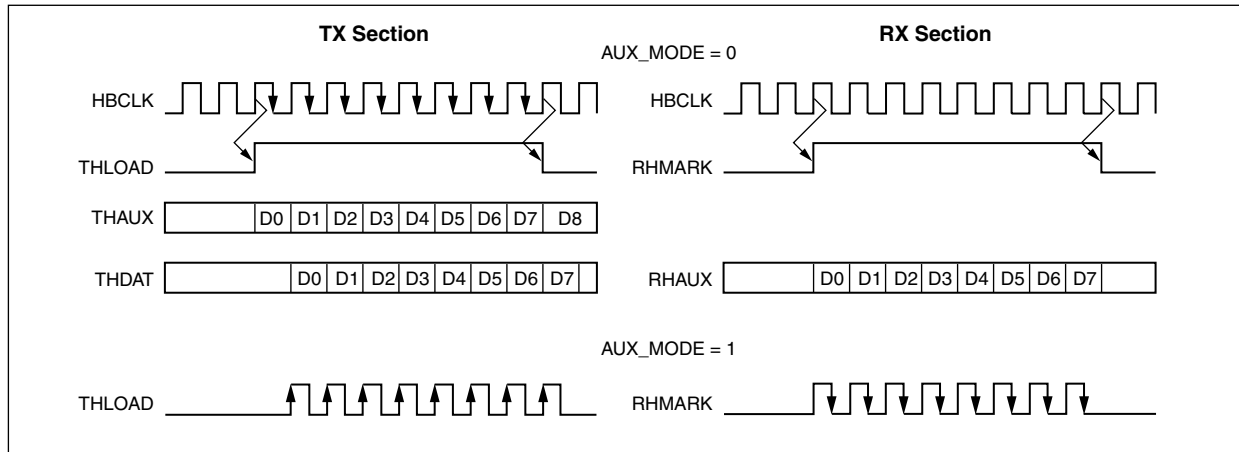 TX Section
RX Section
AUX_MODE = 0
HBCLK
HBCLK
THLOAD
RHMARK
THAUX D0 D1 D2 D3 D4 D5 D6 D7 D8
THDAT D0 D1 D2 D3 D4 D5 D6 D7
RHAUX D0 D1 D2 D3 D4 D5 D6 D7
AUX_MODE = 1
THLOAD
RHMARK